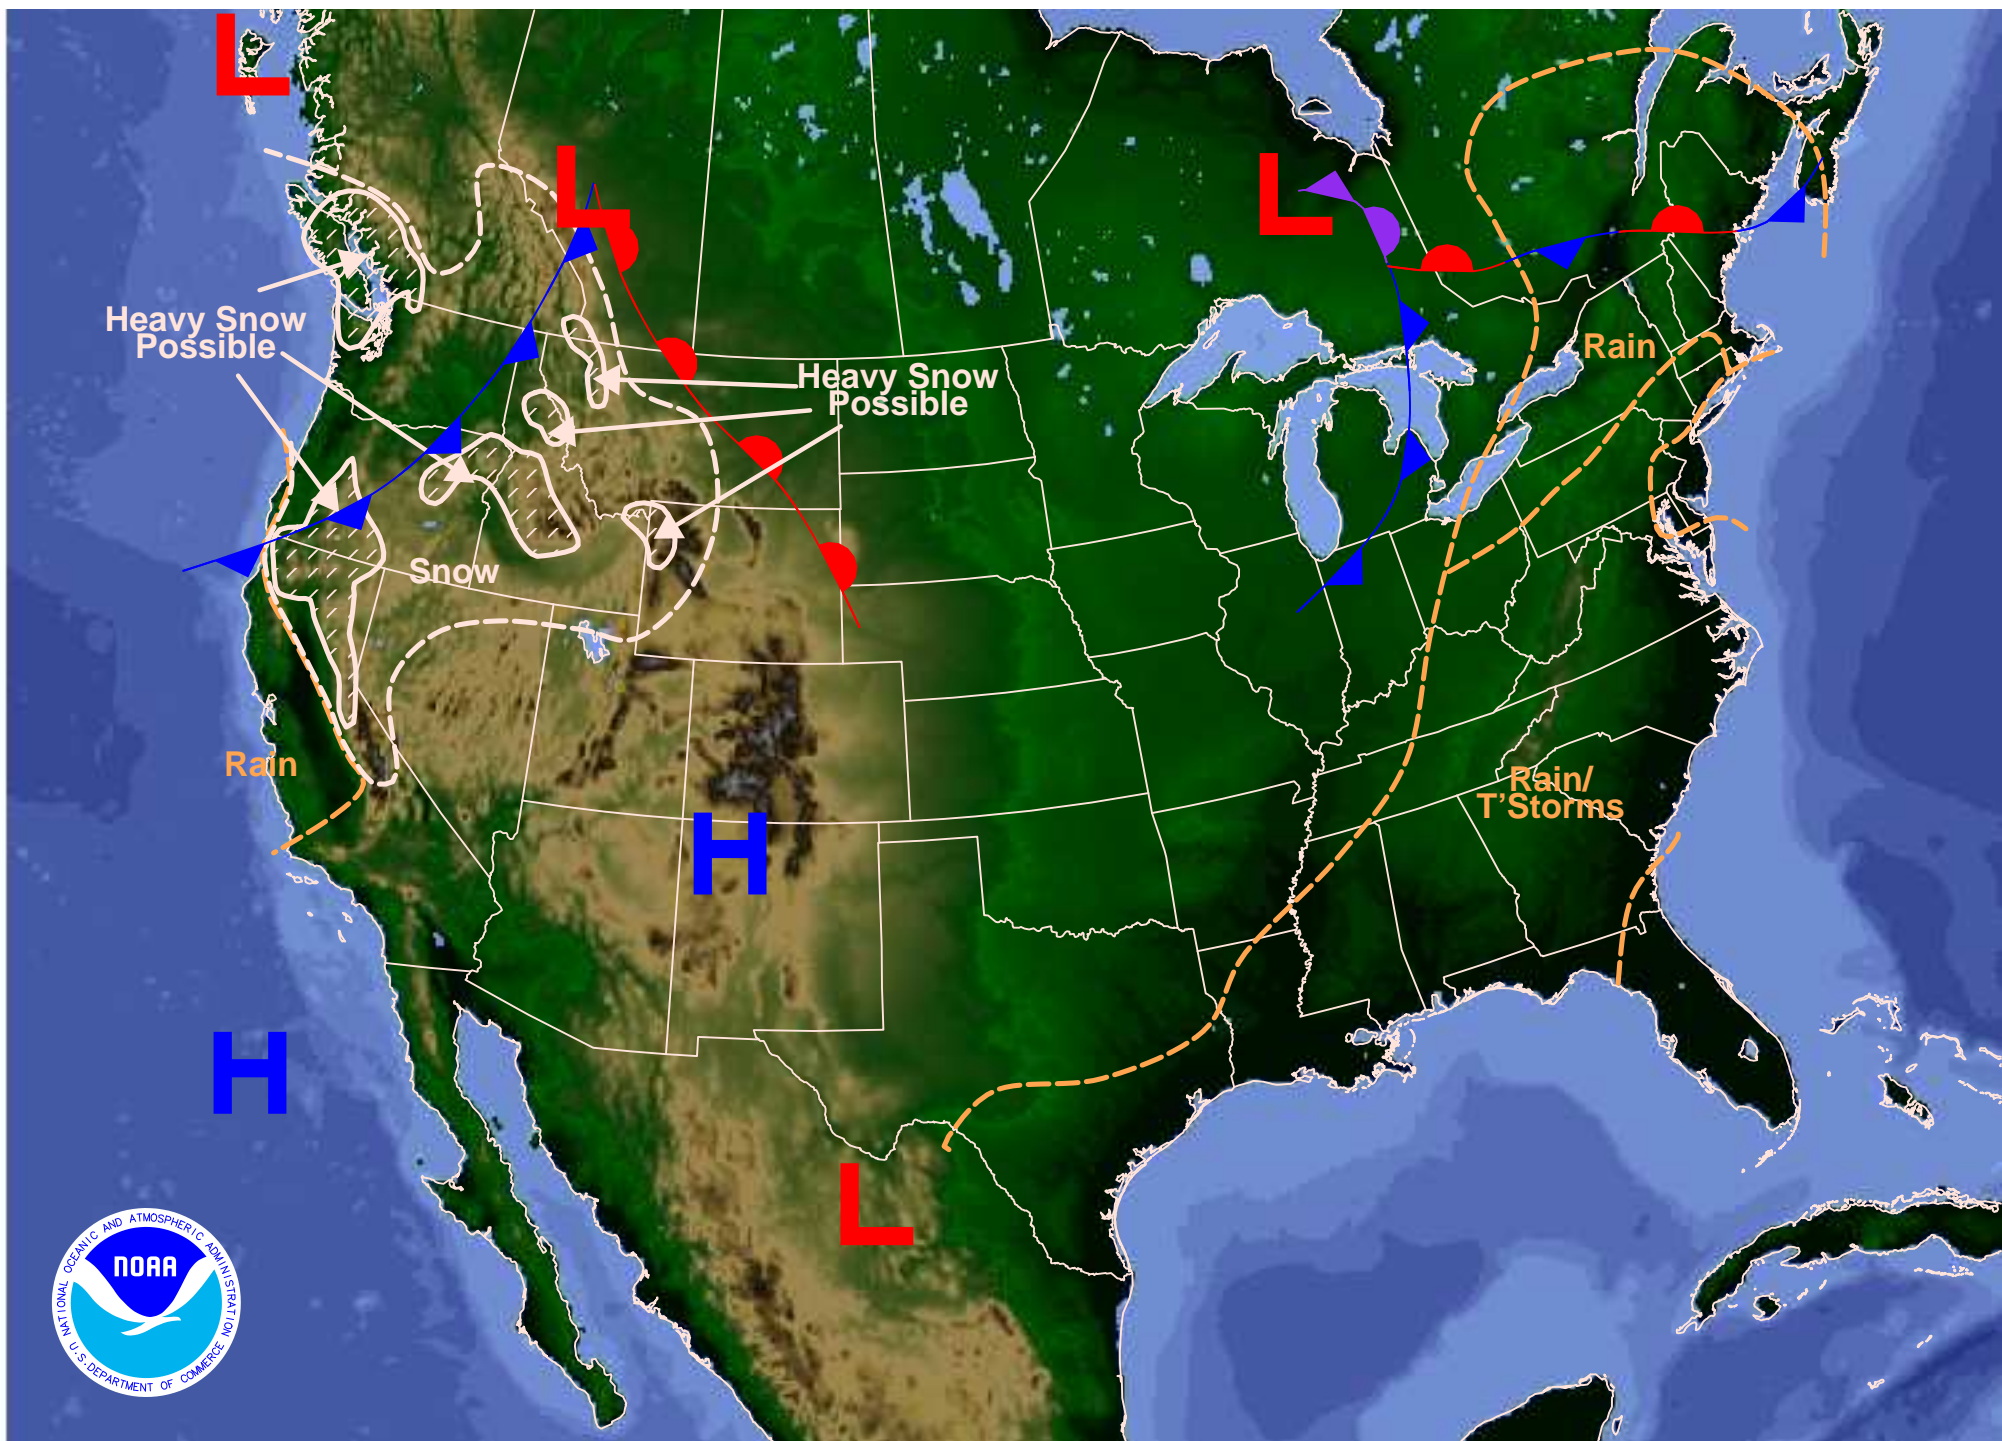 L
L
L
Heavy Snow
Possible
Rain
Heavy Snow
Possible
Snow
Rain
Rain/
T'Storms
H
H
L
NATIONAL OCEANIC AND ATMOSPHERIC ADMINISTRATION
NOAA
U.S. DEPARTMENT OF COMMERCE